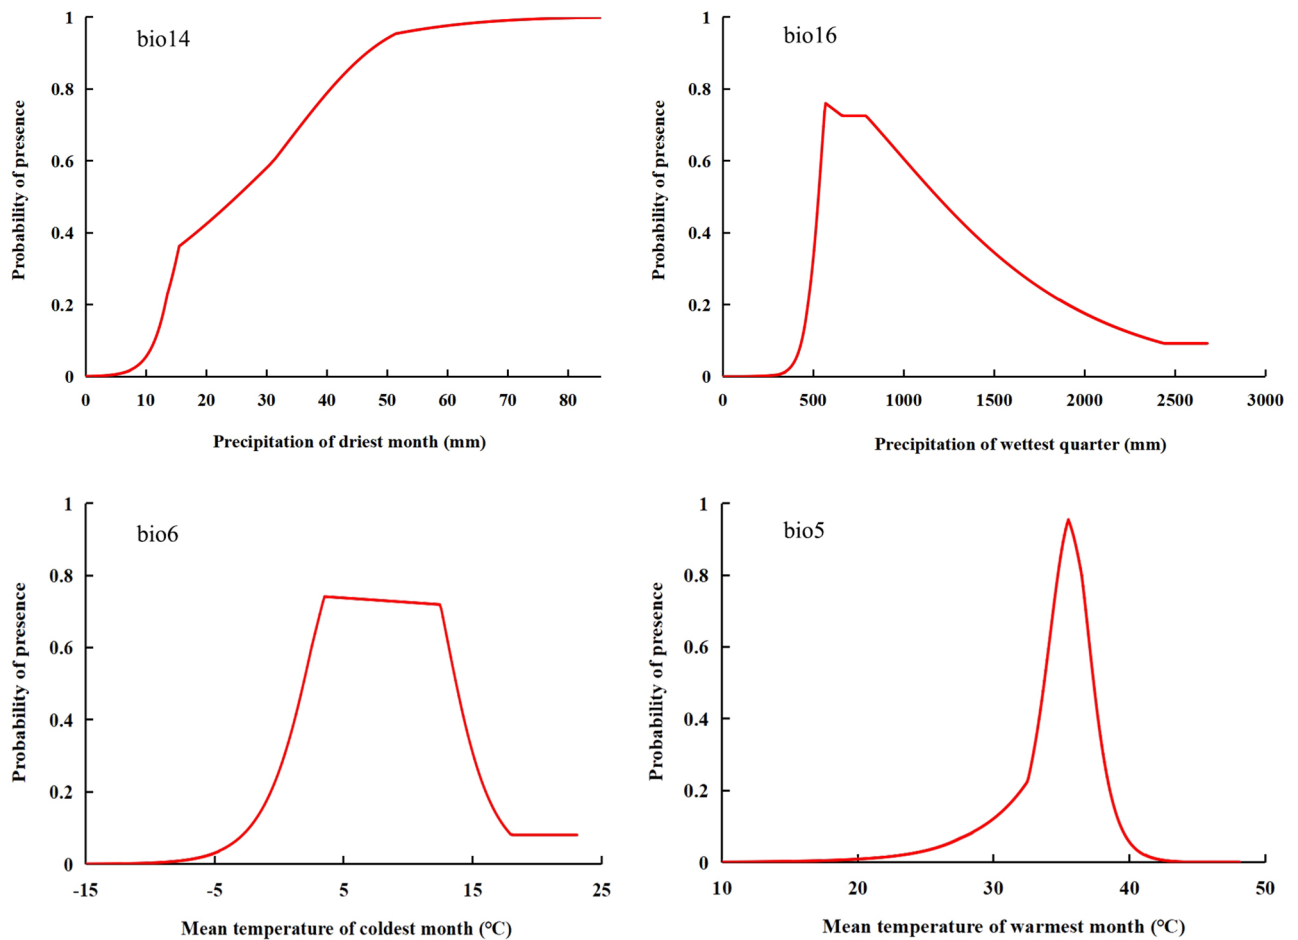 bio14
Probability of presence
1
0.8
0.6
0.4
0.2
0
0 10 20 30 40 50 60 70 80
Precipitation of driest month (mm)
bio16
Probability of presence
1
0.8
0.6
0.4
0.2
0
0 500 1000 1500 2000 2500 3000
Precipitation of wettest quarter (mm)
bio6
Probability of presence
1
0.8
0.6
0.4
0.2
0
-15 -5 5 15 25
Mean temperature of coldest month (℃)
bio5
Probability of presence
1
0.8
0.6
0.4
0.2
0
10 20 30 40 50
Mean temperature of warmest month (℃)